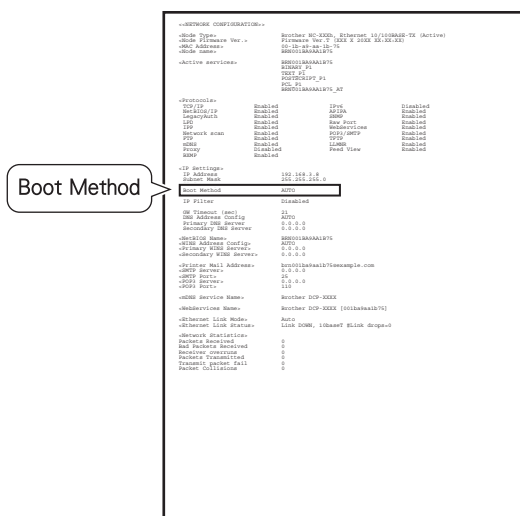 <<NETWORK CONFIGURATION>>
<Node Type> Brother NC-XXXh, Ethernet 10/100BASE-TX (Active)
<Node Firmware Ver.> Firmware Ver.T (XXX X 20XX XX:XX:XX)
<MAC Address> 00-1b-a9-aa-1b-75
<Node name> BRN001BA9AA1B75
<Active services> BRN001BA9AA1B75
BINARY_P1
TEXT_P1
POSTSCRIPT_P1
PCL_P1
BRNT01BA9AA1B75_AT
<Protocols>
TCP/IP Enabled IPv6 Disabled
NetBIOS/IP Enabled APIPA Enabled
LegacyAuth Enabled SNMP Enabled
LPD Enabled Raw Port Enabled
IPP Enabled WebServices Enabled
Network scan Enabled POP3/SMTP Enabled
FTP Enabled TFTP Enabled
mDNS Enabled LLMNR Enabled
Proxy Disabled Feed View Enabled
BXMP Enabled
<IP Settings>
IP Address 192.168.3.8
Subnet Mask 255.255.255.0
Boot Method
Boot Method AUTO
IP Filter Disabled
GW Timeout (sec) 21
DNS Address Config AUTO
Primary DNS Server 0.0.0.0
Secondary DNS Server 0.0.0.0
<NetBIOS Name> BRN001BA9AA1B75
<WINS Address Config> AUTO
<Primary WINS Server> 0.0.0.0
<Secondary WINS Server> 0.0.0.0
<Printer Mail Address> brn001ba9aa1b75@example.com
<SMTP Server> 0.0.0.0
<SMTP Port> 25
<POP3 Server> 0.0.0.0
<POP3 Port> 110
<mDNS Service Name> Brother DCP-XXXX
<WebServices Name> Brother DCP-XXXX [001ba9aa1b75]
<Ethernet Link Mode> Auto
<Ethernet Link Status> Link DOWN, 10baseT #Link drops=0
<Network Statistics>
Packets Received 0
Bad Packets Received 0
Receiver overruns 0
Packets Transmitted 0
Transmit packet fail 0
Packet Collisions 0